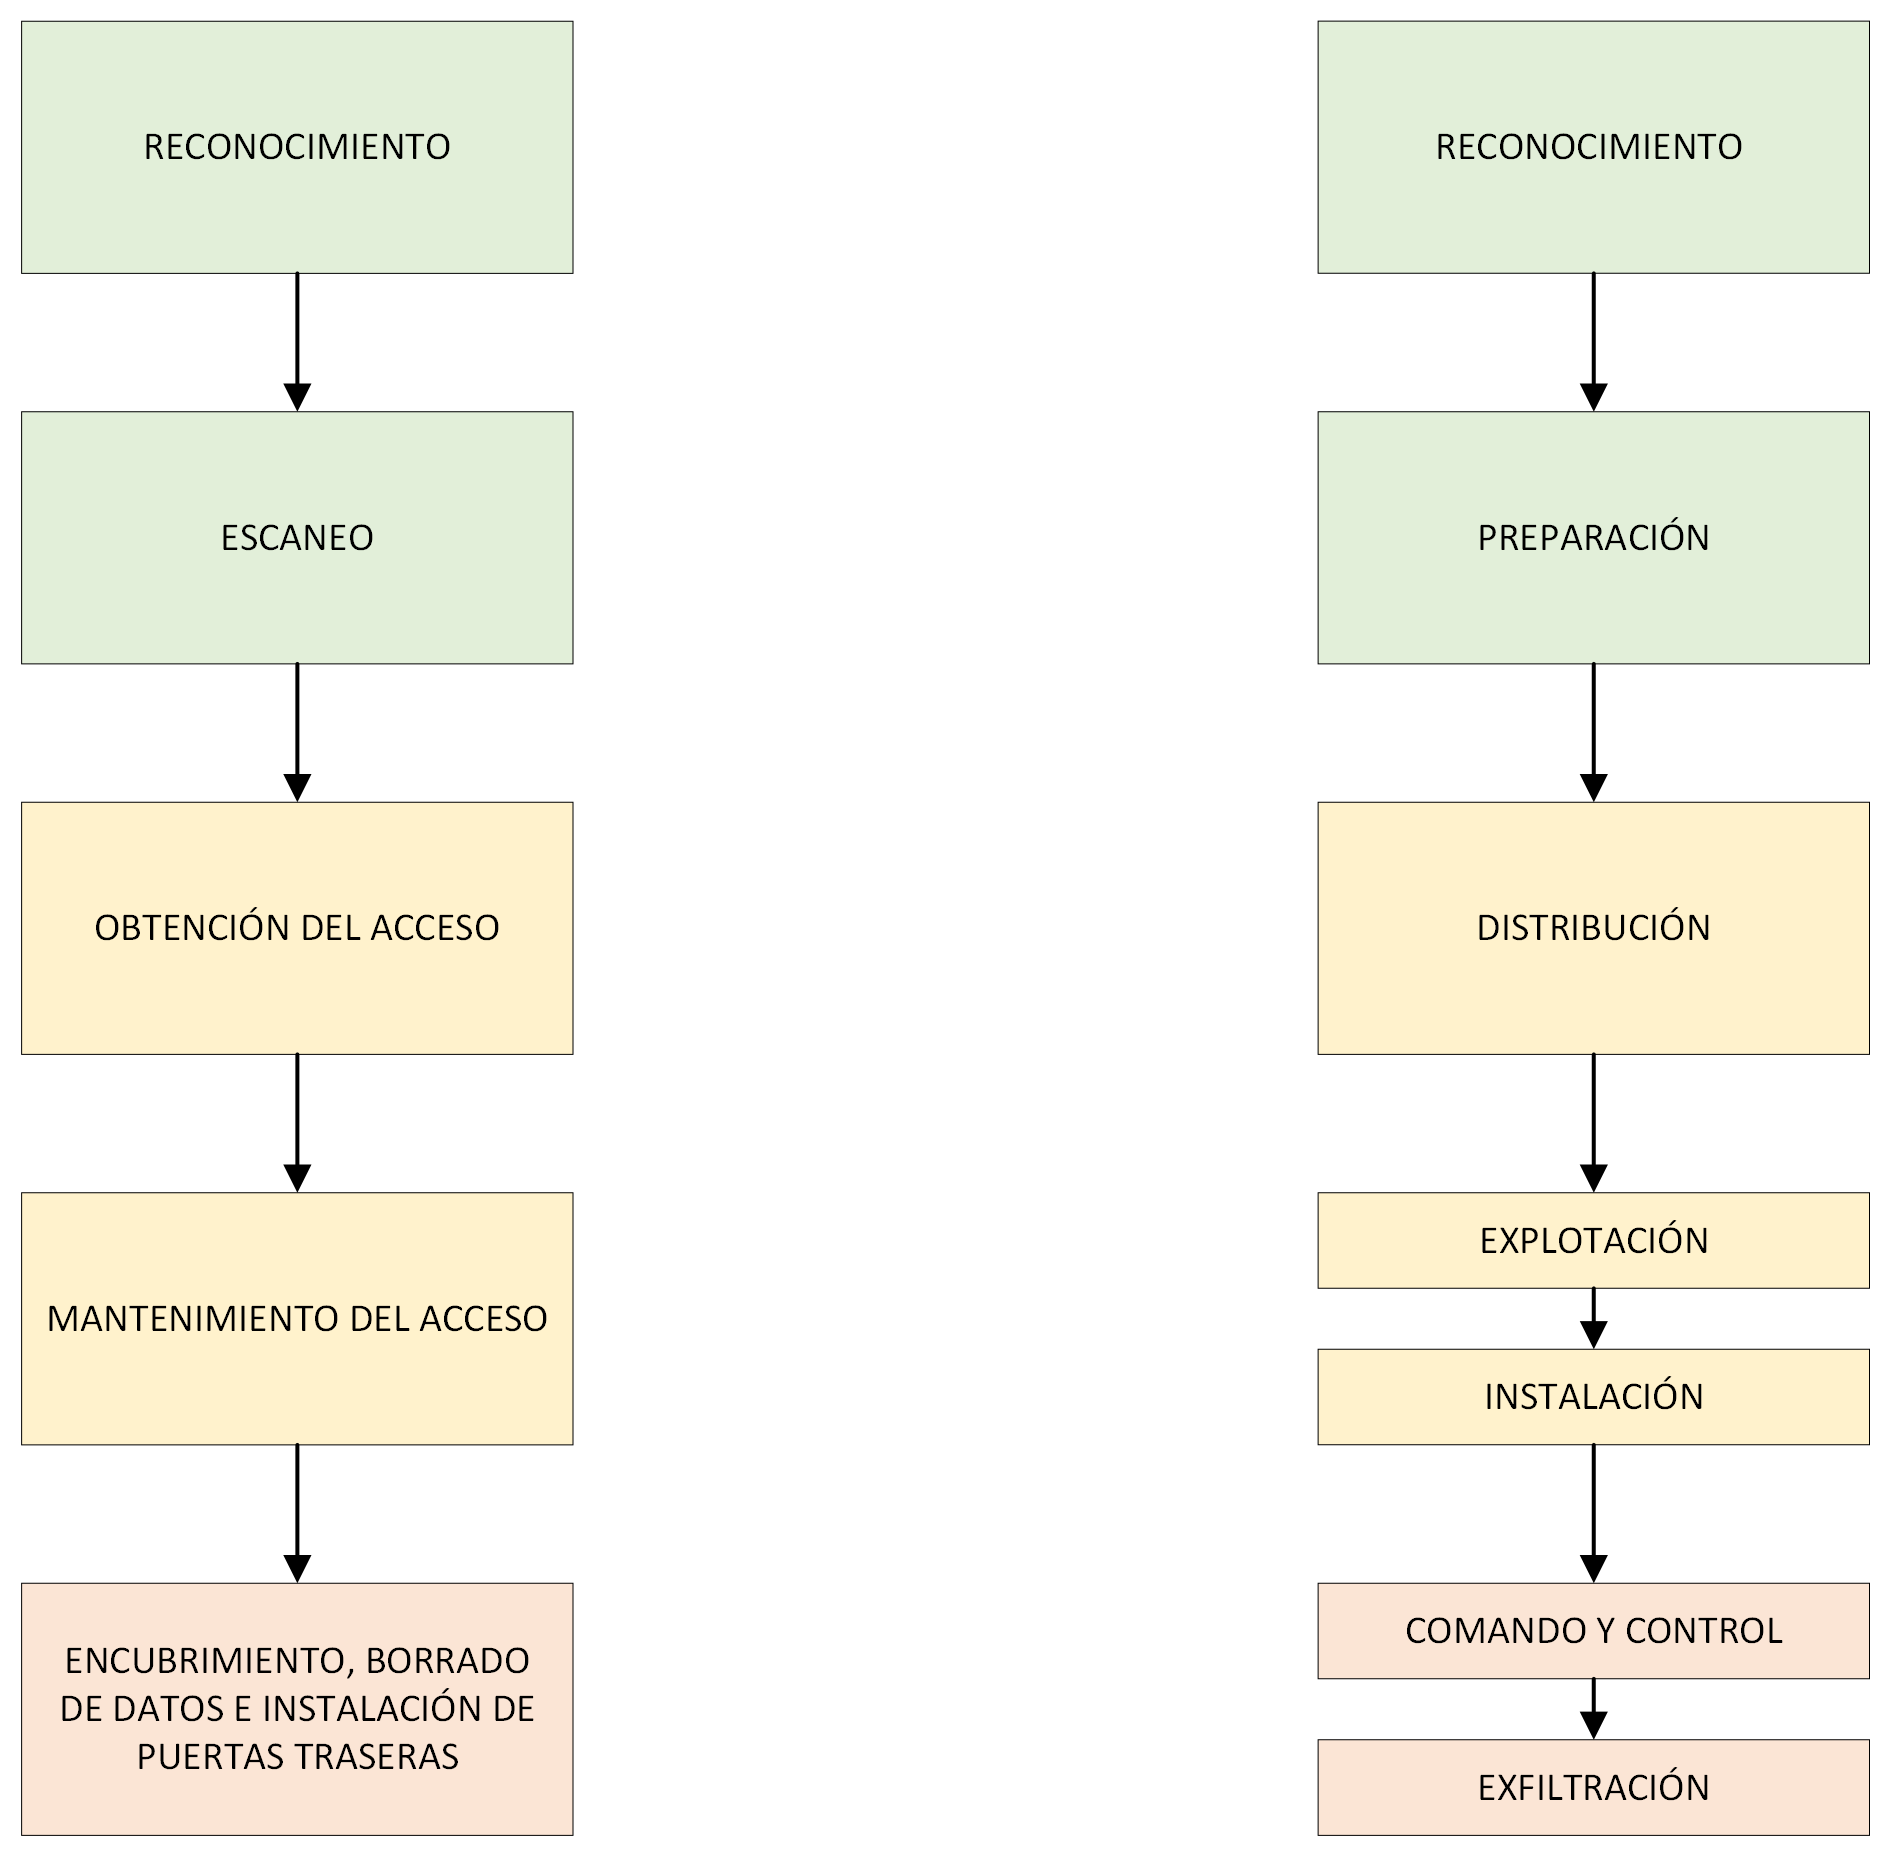 RECONOCIMIENTO
ESCANEO
OBTENCIÓN DEL ACCESO
MANTENIMIENTO DEL ACCESO
ENCUBRIMIENTO, BORRADO
DE DATOS E INSTALACIÓN DE
PUERTAS TRASERAS
RECONOCIMIENTO
PREPARACIÓN
DISTRIBUCIÓN
EXPLOTACIÓN
INSTALACIÓN
COMANDO Y CONTROL
EXFILTRACIÓN